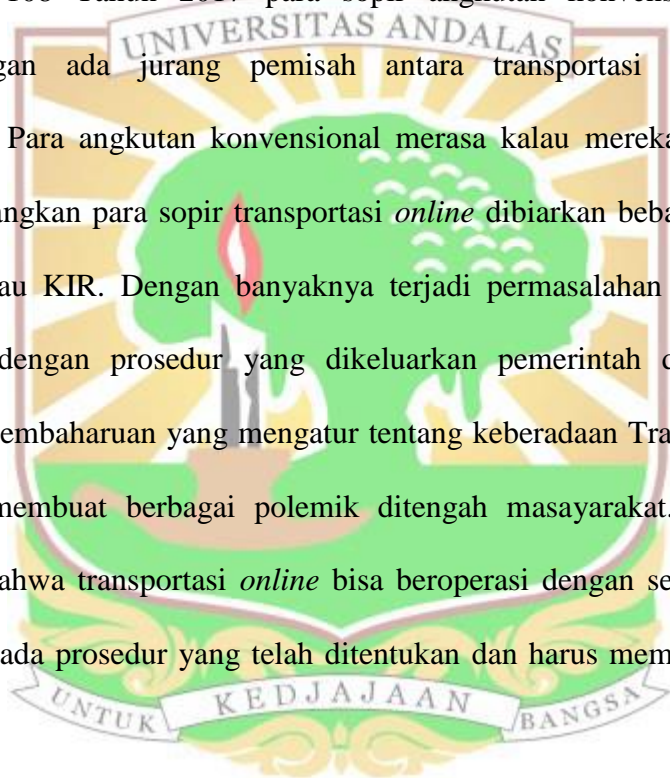 108 Tahun 2017 para sopir angkutan konvens
UNIVERSITAS ANDALAS
gan ada jurang pemisah antara transportasi
Para angkutan konvensional merasa kalau mereka
angkan para sopir transportasi online dibiarkan beba
au KIR. Dengan banyaknya terjadi permasalahan
dengan prosedur yang dikeluarkan pemerintah
embaharuan yang mengatur tentang keberadaan Tra
membuat berbagai polemik ditengah masayarakat.
ahwa transportasi online bisa beroperasi dengan se
ada prosedur yang telah ditentukan dan harus mem
UNTUK KEDJAJAAN BANGSA